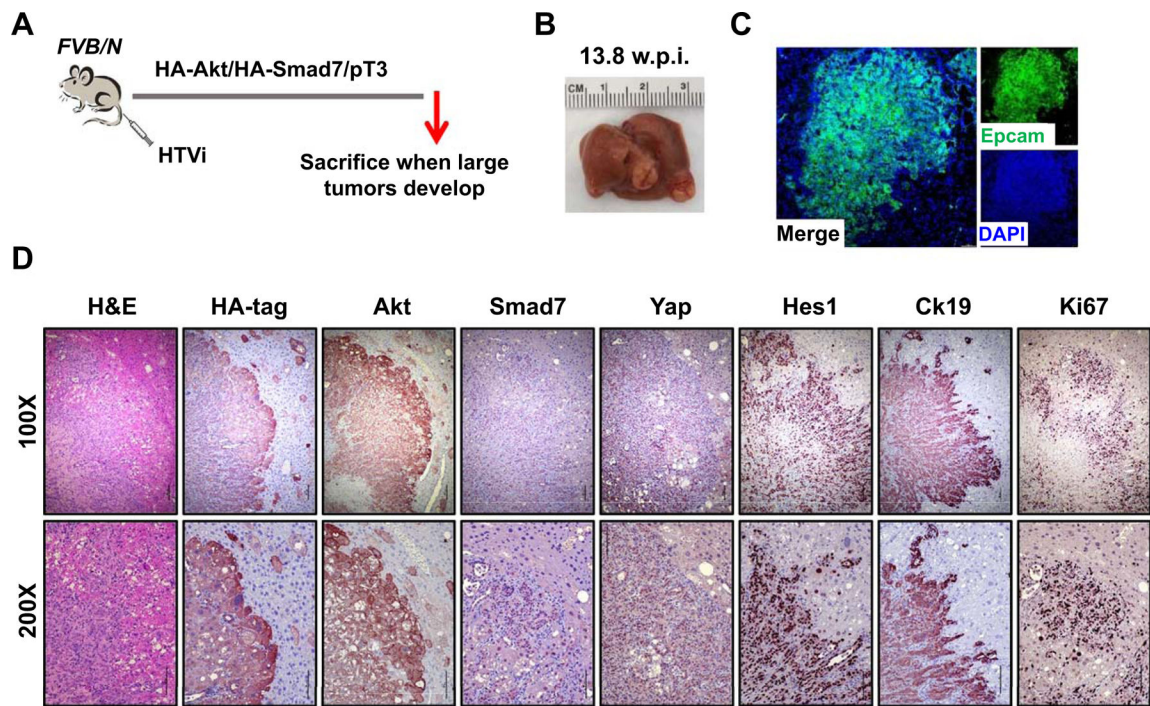 A
FVB/N
HA-Akt/HA-Smad7/pT3
HTVi
Sacrifice when large
tumors develop
B
13.8 w.p.i.
CM 1 2 3
C
Merge
Epcam
DAPI
D
H&E HA-tag Akt Smad7 Yap Hes1 Ck19 Ki67
100X
200X